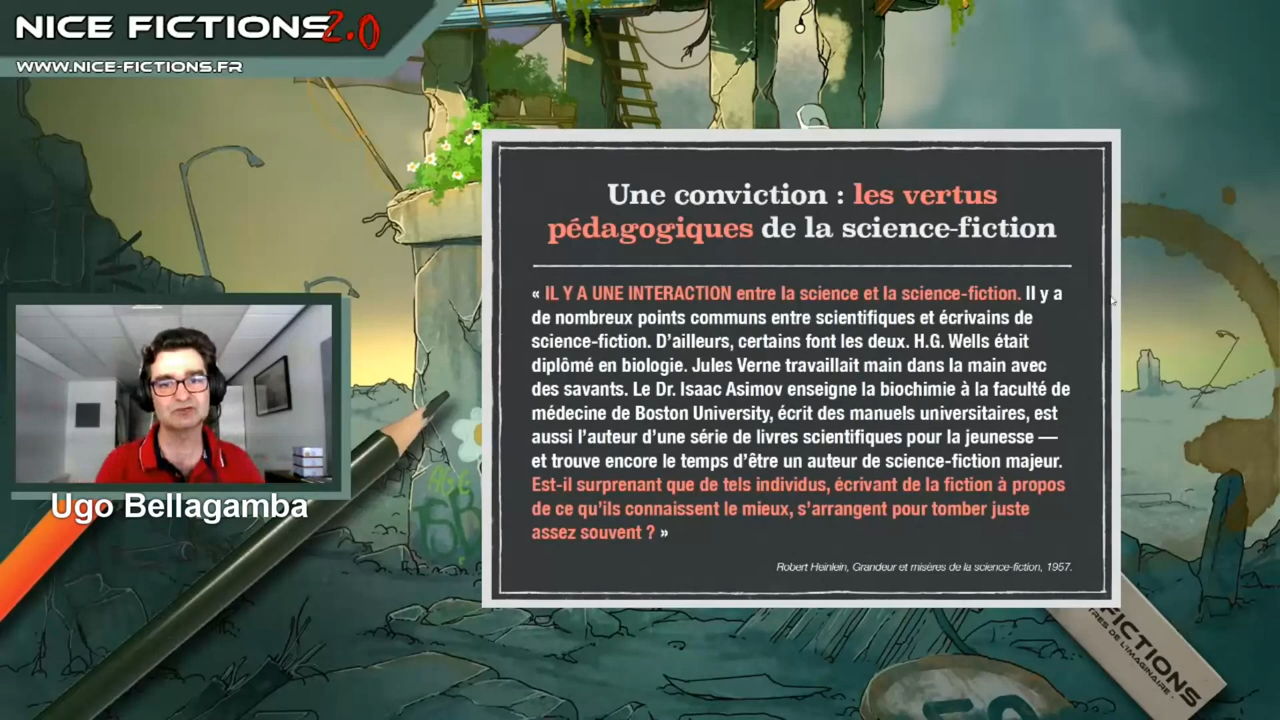 NICE FICTIONS 2.0
WWW.NICE-FICTIONS.FR
Une conviction : les vertus
pédagogiques de la science-fiction
« IL Y A UNE INTERACTION entre la science et la science-fiction. Il y a
de nombreux points communs entre scientifiques et écrivains de
science-fiction. D’ailleurs, certains font les deux. H.G. Wells était
diplômé en biologie. Jules Verne travaillait main dans la main avec
des savants. Le Dr. Isaac Asimov enseigne la biochimie à la faculté de
médecine de Boston University, écrit des manuels universitaires, est
aussi l’auteur d’une série de livres scientifiques pour la jeunesse —
et trouve encore le temps d’être un auteur de science-fiction majeur.
Est-il surprenant que de tels individus, écrivant de la fiction à propos
de ce qu’ils connaissent le mieux, s’arrangent pour tomber juste
assez souvent ? »
Robert Heinlein, Grandeur et misères de la science-fiction, 1957.
Ugo Bellagamba
FICTIONS
DE L'IMAGINAIRE